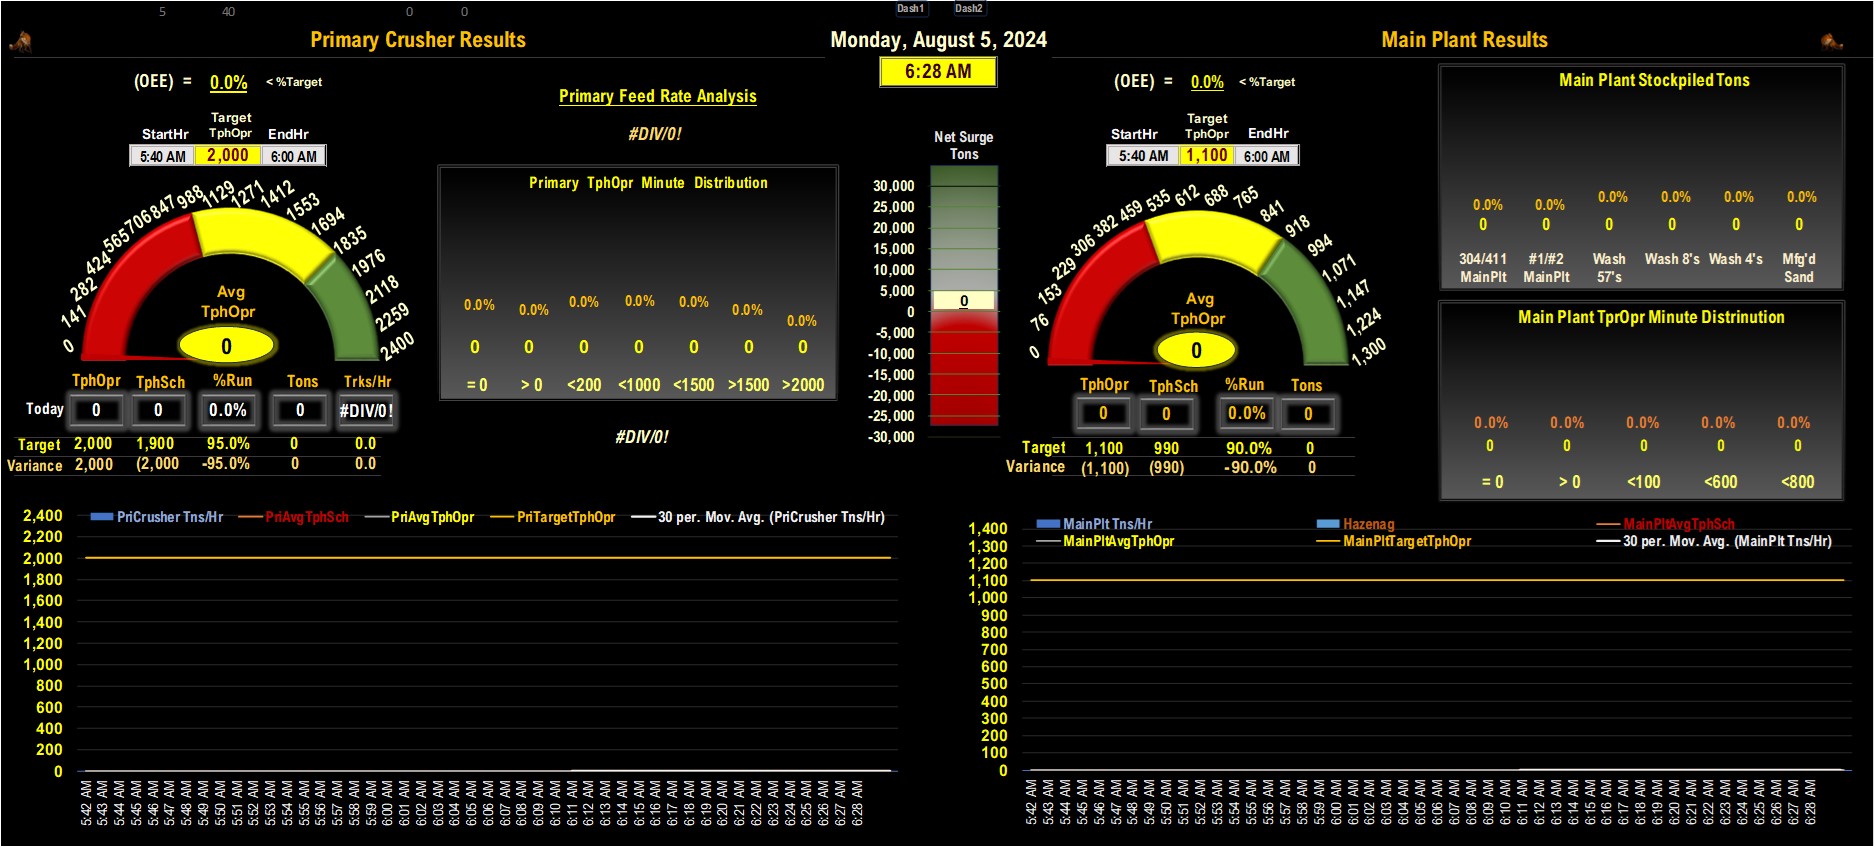 5 40 0 0 Dash1 Dash2
Primary Crusher Results
Monday, August 5, 2024
Main Plant Results
6:28 AM
(OEE) = 0.0% < %Target
Target
StartHr TphOpr EndHr
5:40 AM 2,000 6:00 AM
0 141 282 424 565 706 847 988 1129 1271 1412 1553 1694 1835 1976 2118 2259 2400
Avg
TphOpr
0
TphOpr TphSch %Run Tons Trks/Hr
Today 0 0 0.0% 0 #DIV/0!
Target 2,000 1,900 95.0% 0 0.0
Variance 2,000 (2,000 -95.0% 0 0.0
Primary Feed Rate Analysis
#DIV/0!
Primary TphOpr Minute Distribution
0.0% 0.0% 0.0% 0.0% 0.0% 0.0% 0.0%
0 0 0 0 0 0 0
= 0 > 0 <200 <1000 <1500 >1500 >2000
#DIV/0!
Net Surge
Tons
30,000
25,000
20,000
15,000
10,000
5,000
0
0
-5,000
-10,000
-15,000
-20,000
-25,000
-30,000
(OEE) = 0.0% < %Target
Target
StartHr TphOpr EndHr
5:40 AM 1,100 6:00 AM
0 76 153 229 306 382 459 535 612 688 765 841 918 994 1,071 1,147 1,224 1,300
Avg
TphOpr
0
TphOpr TphSch %Run Tons
0 0 0.0% 0
Target 1,100 990 90.0% 0
Variance (1,100) (990) -90.0% 0
Main Plant Stockpiled Tons
0.0% 0.0% 0.0% 0.0% 0.0% 0.0%
0 0 0 0 0 0
304/411 #1/#2 Wash Wash 8's Wash 4's Mfg'd
MainPlt MainPlt 57's Sand
Main Plant TprOpr Minute Distrinution
0.0% 0.0% 0.0% 0.0% 0.0%
0 0 0 0 0
= 0 > 0 <100 <600 <800
PriCrusher Tns/Hr PriAvgTphSch PriAvgTphOpr PriTargetTphOpr 30 per. Mov. Avg. (PriCrusher Tns/Hr)
2,400
2,200
2,000
1,800
1,600
1,400
1,200
1,000
800
600
400
200
0
5:42 AM 5:43 AM 5:44 AM 5:45 AM 5:46 AM 5:47 AM 5:48 AM 5:49 AM 5:50 AM 5:51 AM 5:52 AM 5:53 AM 5:54 AM 5:55 AM 5:56 AM 5:57 AM 5:58 AM 5:59 AM 6:00 AM 6:01 AM 6:02 AM 6:03 AM 6:04 AM 6:05 AM 6:06 AM 6:07 AM 6:08 AM 6:09 AM 6:10 AM 6:11 AM 6:12 AM 6:13 AM 6:14 AM 6:15 AM 6:16 AM 6:17 AM 6:18 AM 6:19 AM 6:20 AM 6:21 AM 6:22 AM 6:23 AM 6:24 AM 6:25 AM 6:26 AM 6:27 AM 6:28 AM
MainPlt Tns/Hr Hazenag MainPltAvgTphSch
MainPltAvgTphOpr MainPltTargetTphOpr 30 per. Mov. Avg. (MainPlt Tns/Hr)
1,400
1,300
1,200
1,100
1,000
900
800
700
600
500
400
300
200
100
0
5:42 AM 5:43 AM 5:44 AM 5:45 AM 5:46 AM 5:47 AM 5:48 AM 5:49 AM 5:50 AM 5:51 AM 5:52 AM 5:53 AM 5:54 AM 5:55 AM 5:56 AM 5:57 AM 5:58 AM 5:59 AM 6:00 AM 6:01 AM 6:02 AM 6:03 AM 6:04 AM 6:05 AM 6:06 AM 6:07 AM 6:08 AM 6:09 AM 6:10 AM 6:11 AM 6:12 AM 6:13 AM 6:14 AM 6:15 AM 6:16 AM 6:17 AM 6:18 AM 6:19 AM 6:20 AM 6:21 AM 6:22 AM 6:23 AM 6:24 AM 6:25 AM 6:26 AM 6:27 AM 6:28 AM